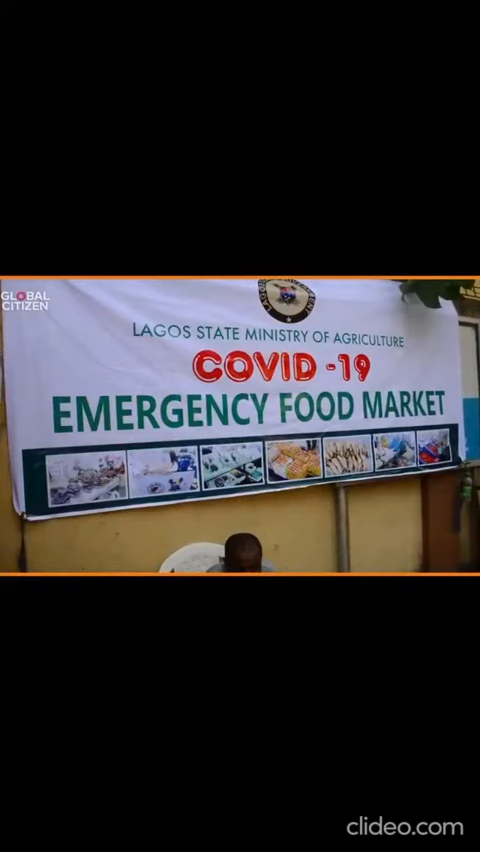 GLOBAL
CITIZEN
LAGOS STATE MINISTRY OF AGRICULTURE
COVID -19
EMERGENCY FOOD MARKET
clideo.com